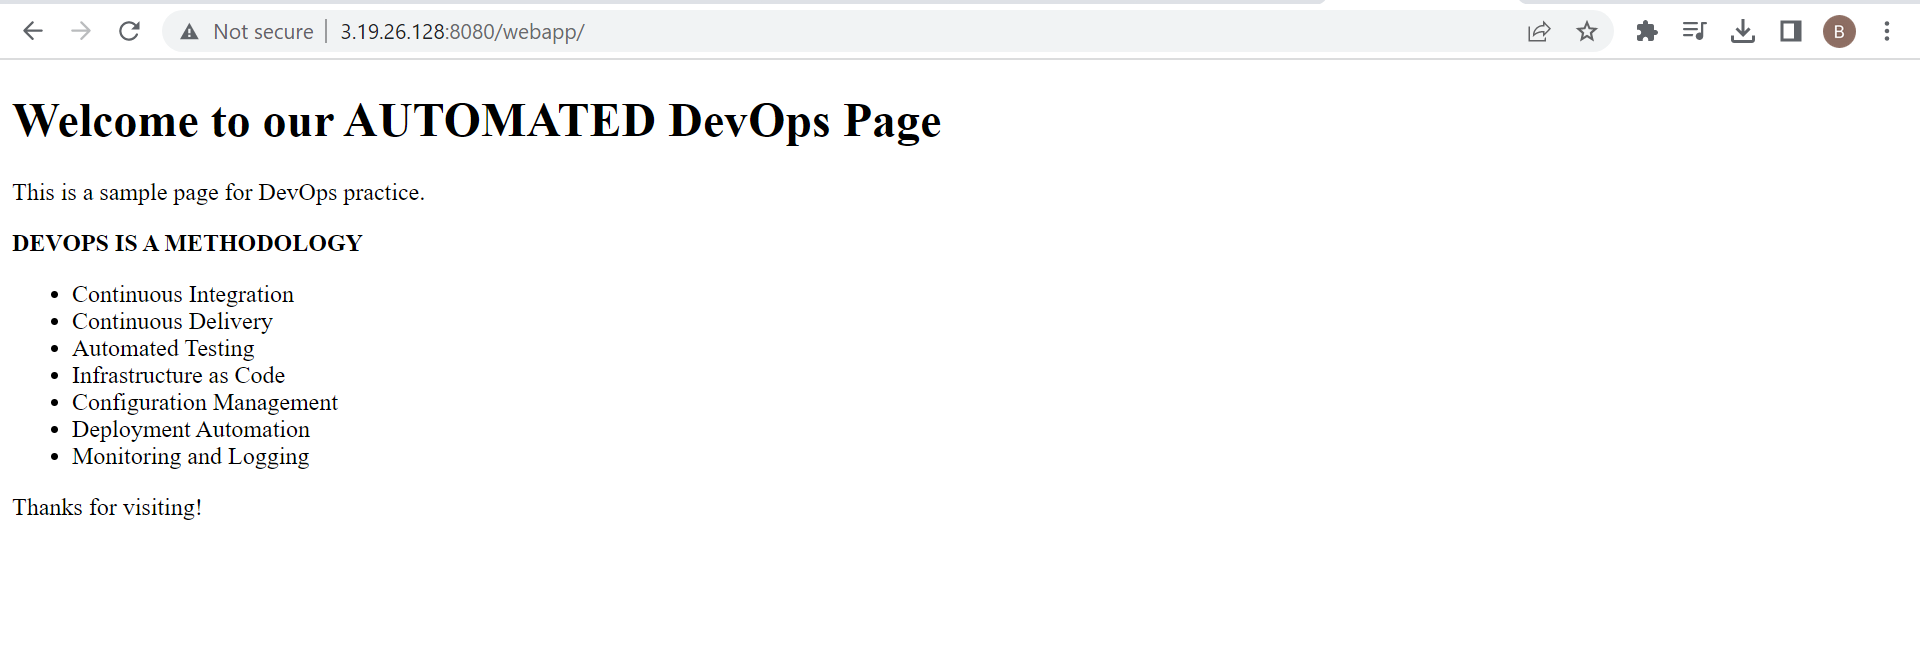 Not secure | 3.19.26.128:8080/webapp/
B
Welcome to our AUTOMATED DevOps Page
This is a sample page for DevOps practice.
DEVOPS IS A METHODOLOGY
• Continuous Integration
• Continuous Delivery
• Automated Testing
• Infrastructure as Code
• Configuration Management
• Deployment Automation
• Monitoring and Logging
Thanks for visiting!